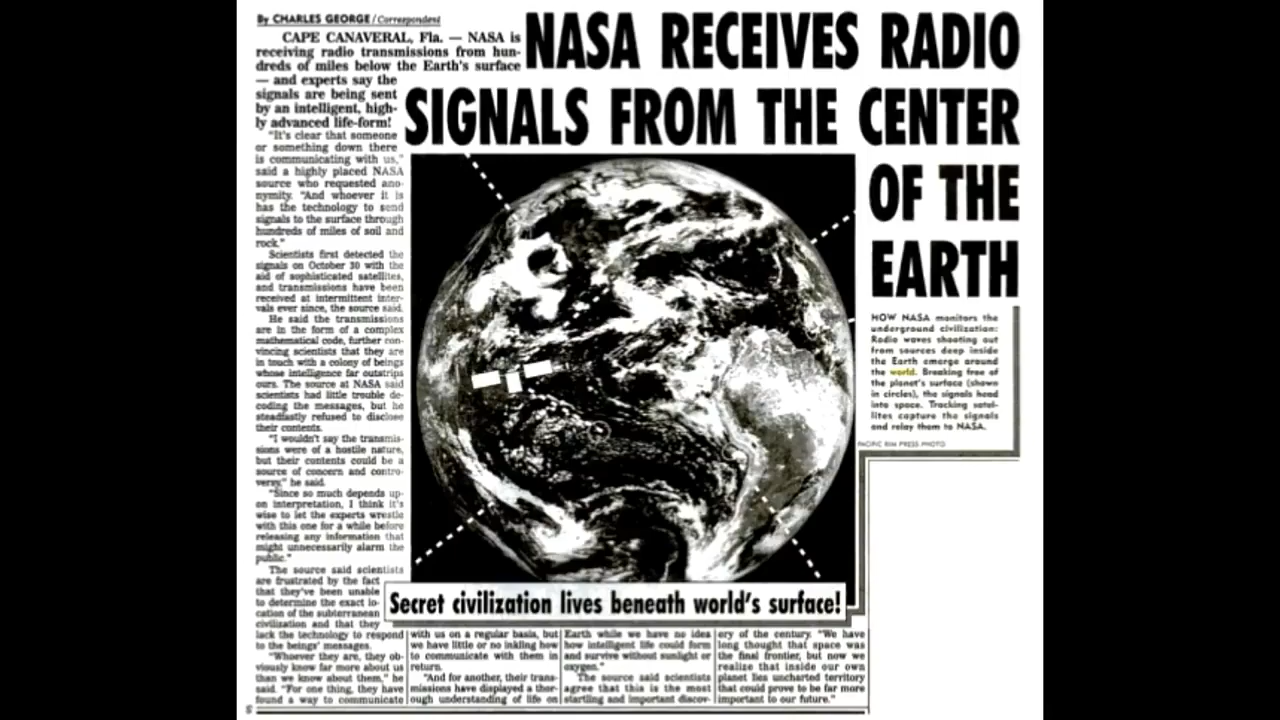 By CHARLES GEORGE / Correspondent
NASA RECEIVES RADIO
SIGNALS FROM THE CENTER
OF THE
EARTH
CAPE CANAVERAL, Fla. — NASA is
receiving radio transmissions from hun-
dreds of miles below the Earth's surface
— and experts say the
signals are being sent
by an intelligent, high-
ly advanced life-form!
"It's clear that someone
or something down there
is communicating with us,"
said a highly placed NASA
source who requested ano-
nymity. "And whoever it is
has the technology to send
signals to the surface through
hundreds of miles of soil and
rock."
Scientists first detected the
signals on October 30 with the
aid of sophisticated satellites,
and transmissions have been
received at intermittent inter-
vals ever since, the source said.
He said the transmissions
are in the form of a complex
mathematical code, further con-
vincing scientists that they are
in touch with a colony of beings
whose intelligence far outstrips
ours. The source at NASA said
scientists had little trouble de-
coding the messages, but he
steadfastly refused to disclose
their contents.
"I wouldn't say the transmis-
sions were of a hostile nature,
but their contents could be a
source of concern and contro-
versy," he said.
"Since so much depends up-
on interpretation, I think it's
wise to let the experts wrestle
with this one for a while before
releasing any information that
might unnecessarily alarm the
public."
The source said scientists
are frustrated by the fact
that they've been unable
to determine the exact lo-
cation of the subterranean
civilization and that they
lack the technology to respond
to the beings' messages.
"Whoever they are, they ob-
viously know far more about us
than we know about them," he
said. "For one thing, they have
found a way to communicate
with us on a regular basis, but
we have little or no inkling how
to communicate with them in
return.
"And for another, their trans-
missions have displayed a thor-
ough understanding of life on
Earth while we have no idea
how intelligent life could form
and survive without sunlight or
oxygen."
The source said scientists
agree that this is the most
startling and important discov-
ery of the century. "We have
long thought that space was
the final frontier, but now we
realize that inside our own
planet lies uncharted territory
that could prove to be far more
important to our future."
HOW NASA monitors the
underground civilization:
Radio waves shooting out
from sources deep inside
the Earth emerge around
the world. Breaking free of
the planet's surface (shown
in circles), the signals head
into space. Tracking satel-
lites capture the signals
and relay them to NASA.
PACIFIC RIM PRESS PHOTO
Secret civilization lives beneath world's surface!